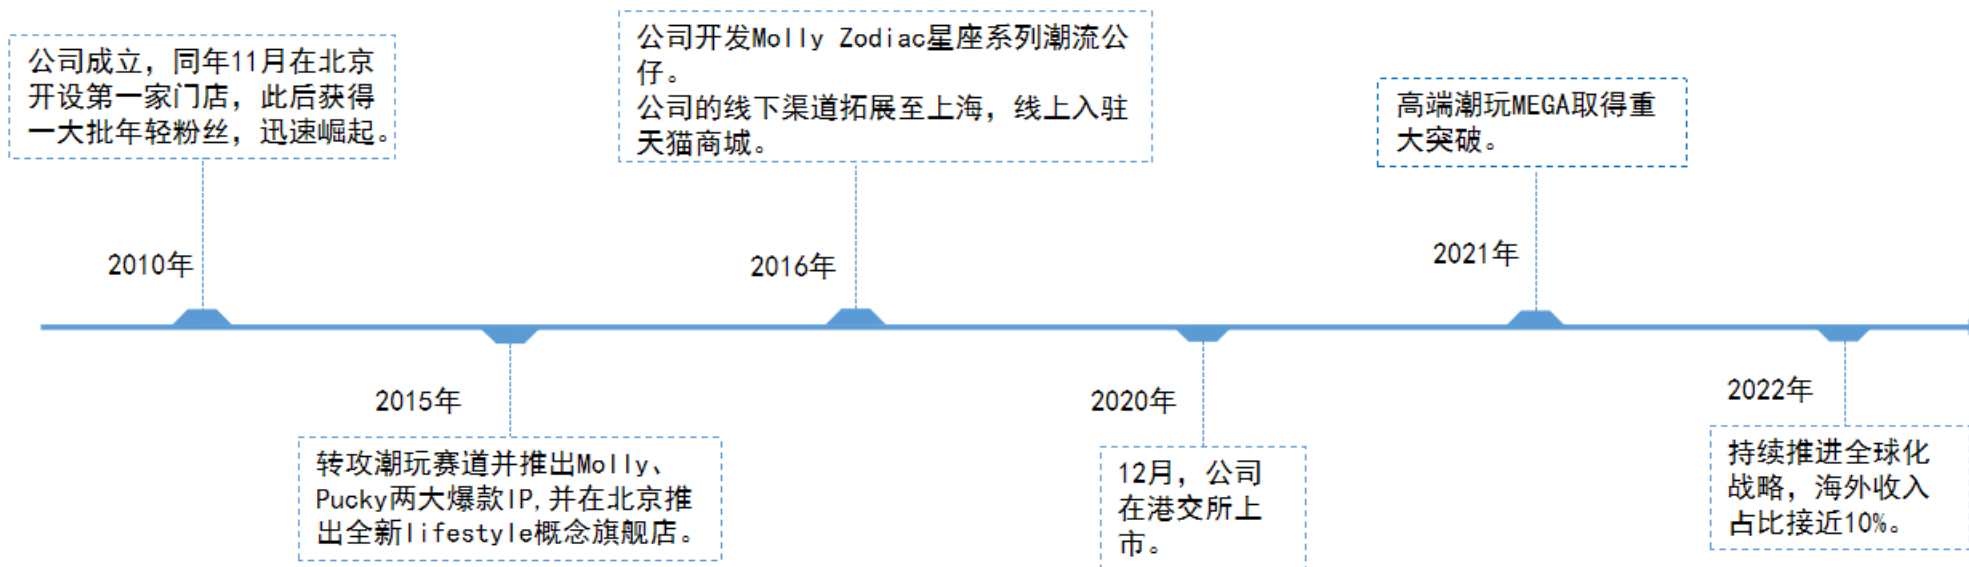 公司成立，同年11月在北京
开设第一家门店，此后获得
一大批年轻粉丝，迅速崛起。
2010年
转攻潮玩赛道并推出Molly、
Pucky两大爆款IP,并在北京推
出全新lifestyle概念旗舰店。
2015年
公司开发Molly Zodiac星座系列潮流公
仔。
公司的线下渠道拓展至上海，线上入驻
天猫商城。
2016年
2020年
12月，公司
在港交所上
市。
高端潮玩MEGA取得重
大突破。
2021年
2022年
持续推进全球化
战略，海外收入
占比接近10%。